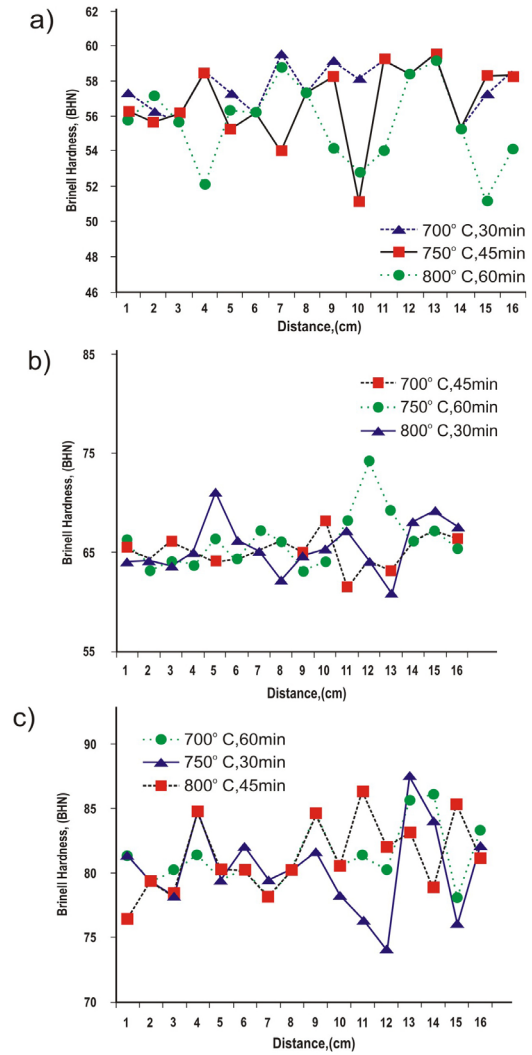 a)
62
60
58
56
54
52
50
48
46
Brinell Hardness, (BHN)
700° C,30min
750° C,45min
800° C,60min
1 2 3 4 5 6 7 8 9 10 11 12 13 14 15 16
Distance,(cm)
b)
85
75
65
55
Brinell Hardness, (BHN)
700° C,45min
750° C,60min
800° C,30min
1 2 3 4 5 6 7 8 9 10 11 12 13 14 15 16
Distance,(cm)
c)
90
85
80
75
70
Brinell Hardness, (BHN)
700° C,60min
750° C,30min
800° C,45min
1 2 3 4 5 6 7 8 9 10 11 12 13 14 15 16
Distance,(cm)